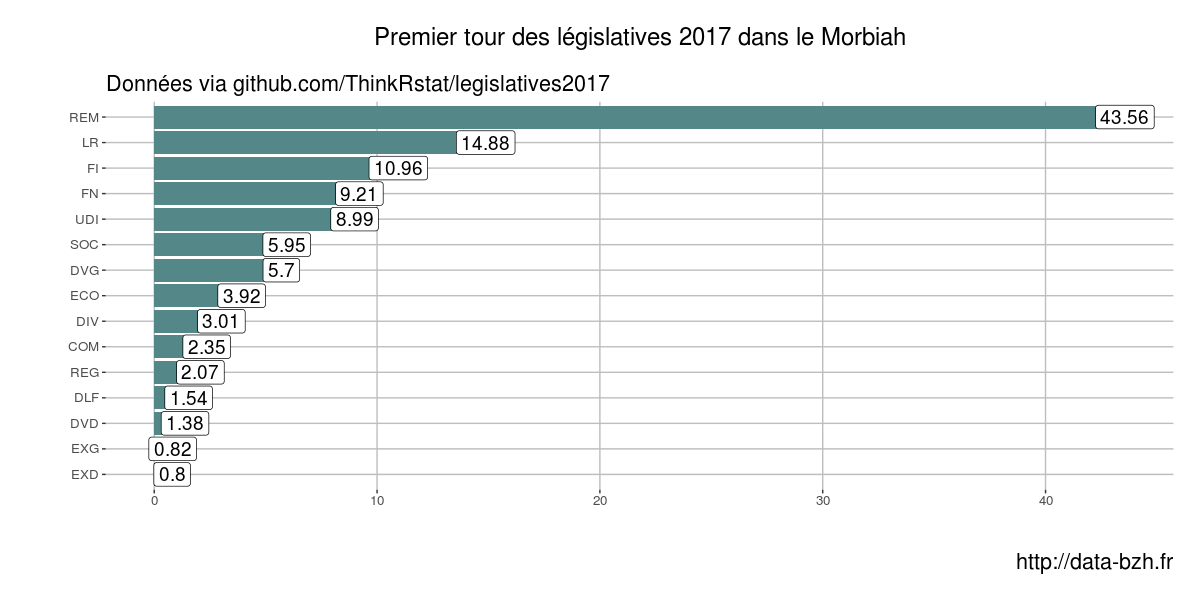 Premier tour des législatives 2017 dans le Morbiah
Données via github.com/ThinkRstat/legislatives2017
REM 43.56
LR 14.88
FI 10.96
FN 9.21
UDI 8.99
SOC 5.95
DVG 5.7
ECO 3.92
DIV 3.01
COM 2.35
REG 2.07
DLF 1.54
DVD 1.38
EXG 0.82
EXD 0.8
0 10 20 30 40
http://data-bzh.fr